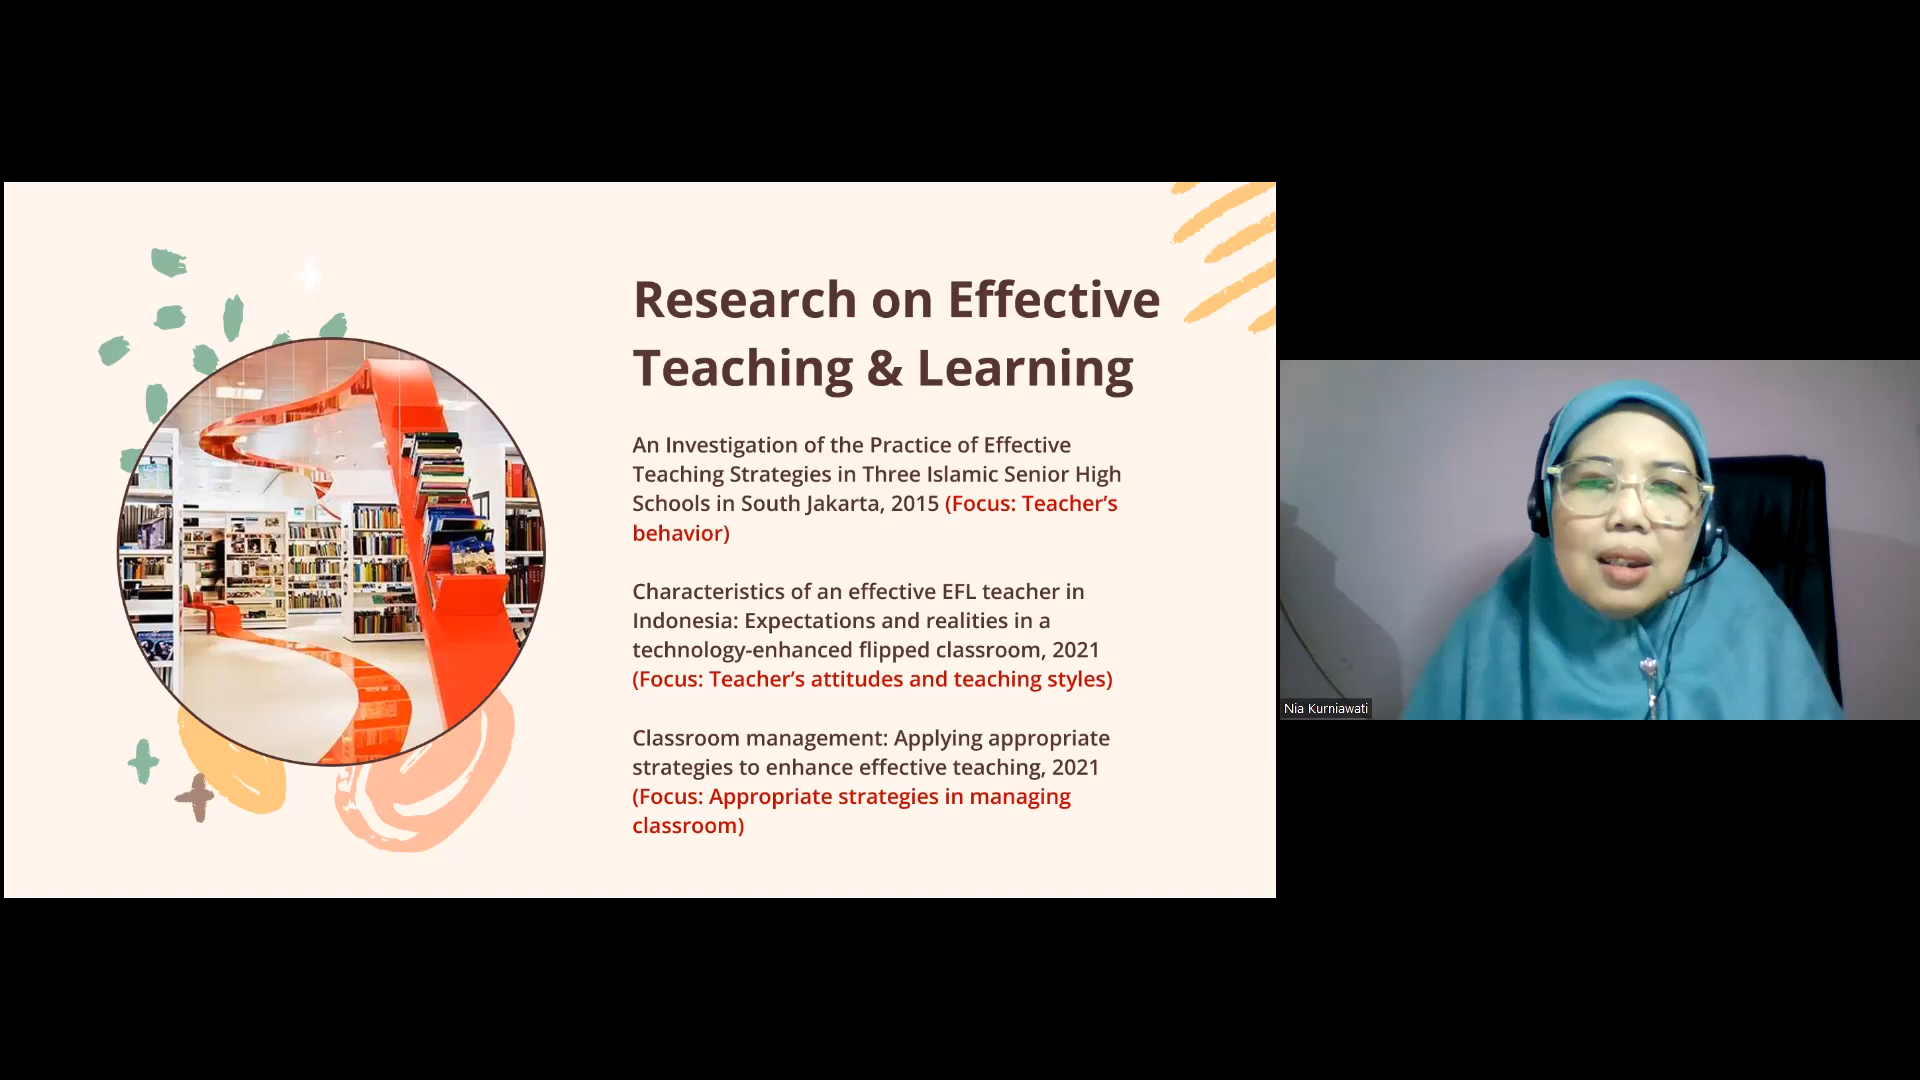 Research on Effective
Teaching & Learning
An Investigation of the Practice of Effective
Teaching Strategies in Three Islamic Senior High
Schools in South Jakarta, 2015 (Focus: Teacher’s
behavior)
Characteristics of an effective EFL teacher in
Indonesia: Expectations and realities in a
technology-enhanced flipped classroom, 2021
(Focus: Teacher’s attitudes and teaching styles)
Classroom management: Applying appropriate
strategies to enhance effective teaching, 2021
(Focus: Appropriate strategies in managing
classroom)
Nia Kurniawati